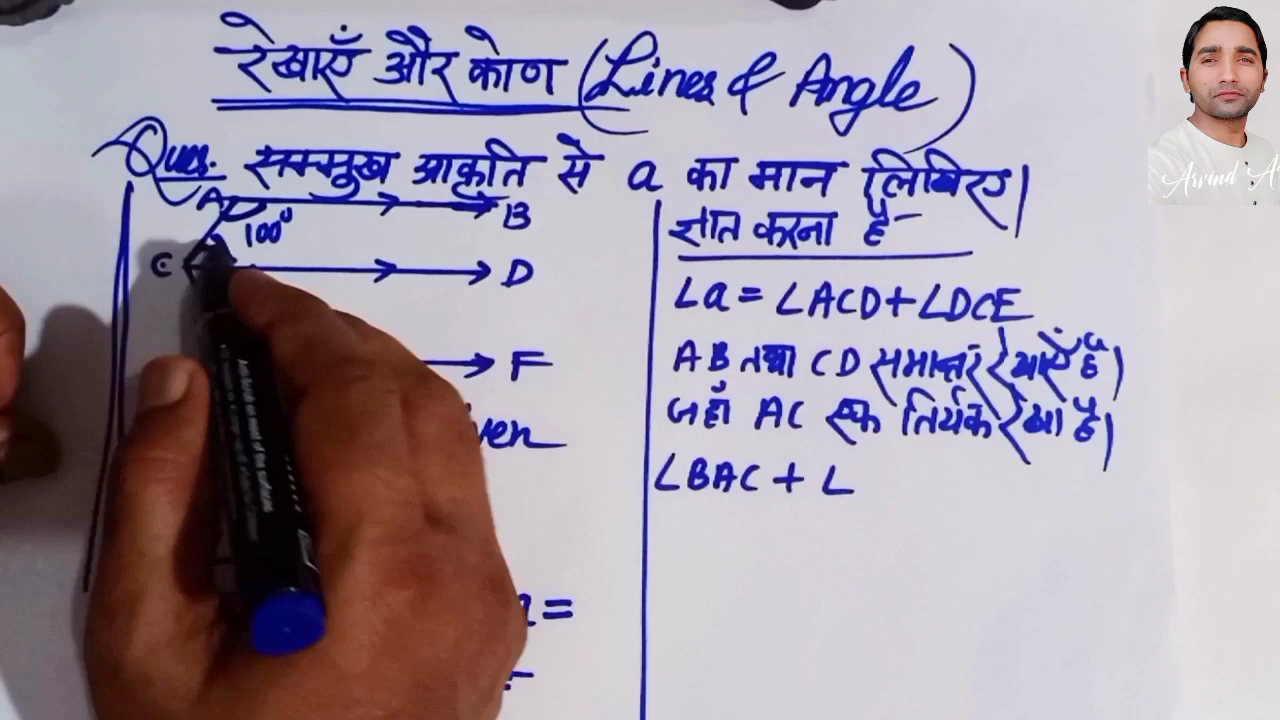 रेखाएँ और कोण (Lines & Angle)
Ques. सम्मुख आकृति से a का मान लिखिए।
A B
100°
C D
F
ज्ञात करना है-
∠a = ∠ACD + ∠DCE
AB तथा CD समान्तर रेखाएँ हैं।
जहाँ AC एक तिर्यक रेखा है।
∠BAC + ∠
=
Arvind